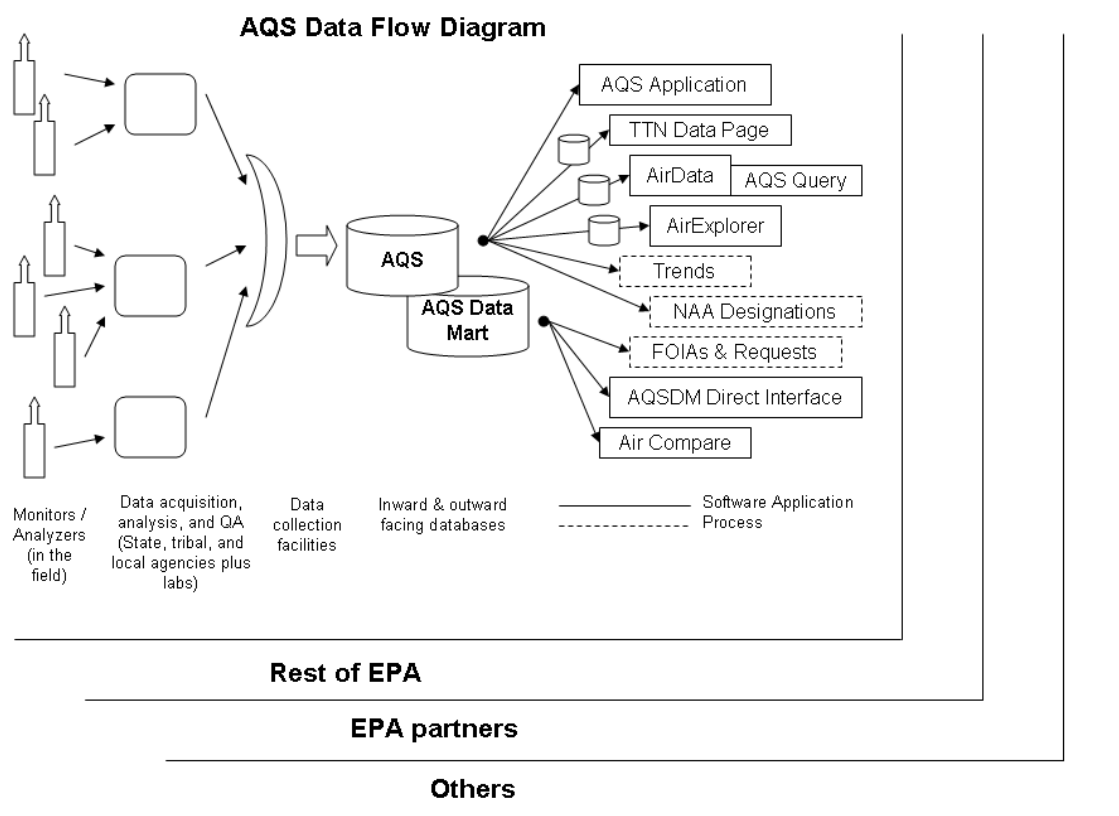 AQS Data Flow Diagram
AQS Application
TTN Data Page
AirData
AQS Query
AirExplorer
AQS
Trends
AQS Data
Mart
NAA Designations
FOIAs & Requests
AQSDM Direct Interface
Air Compare
Monitors /
Analyzers
(in the
field)
Data acquisition,
analysis, and QA
(State, tribal, and
local agencies plus
labs)
Data
collection
facilities
Inward & outward
facing databases
Software Application
Process
Rest of EPA
EPA partners
Others